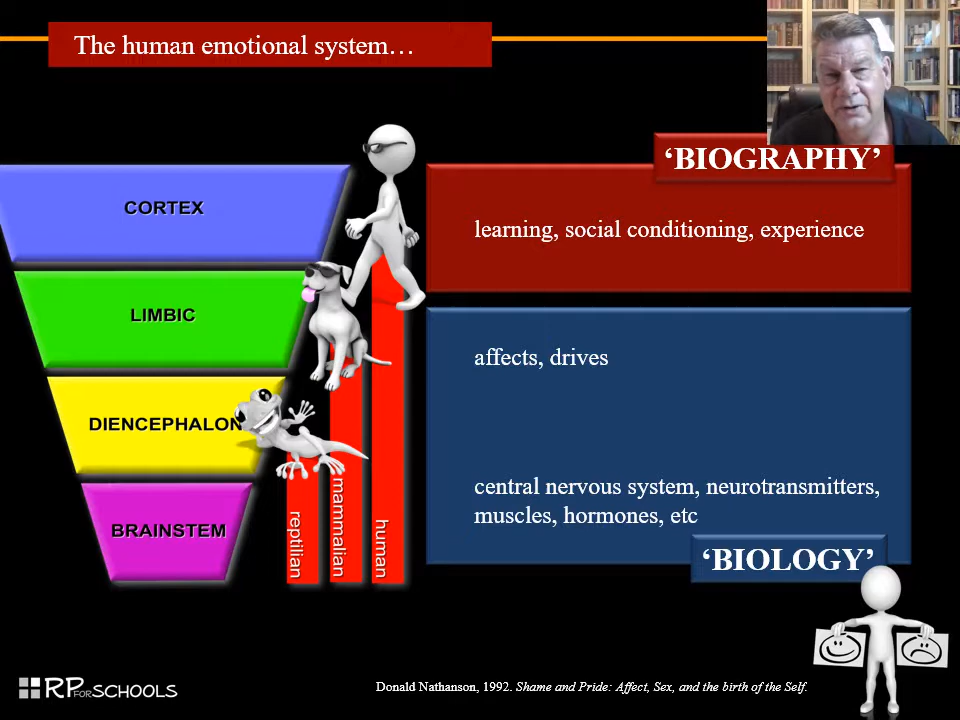 The human emotional system…
‘BIOGRAPHY’
CORTEX
learning, social conditioning, experience
LIMBIC
affects, drives
DIENCEPHALON
central nervous system, neurotransmitters,
muscles, hormones, etc
BRAINSTEM
reptilian
mammalian
human
‘BIOLOGY’
RP FOR SCHOOLS
Donald Nathanson, 1992. Shame and Pride: Affect, Sex, and the birth of the Self.